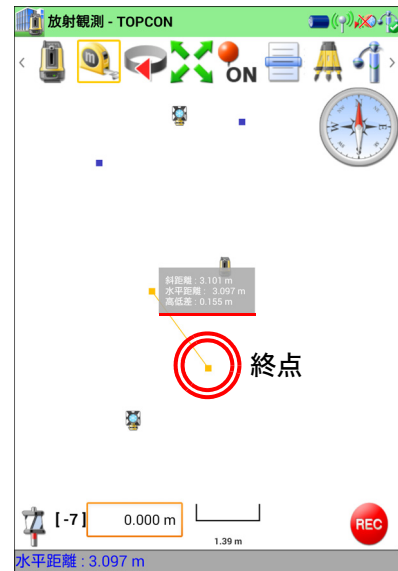 放射観測 - TOPCON
ON
斜距離 : 3.101 m
水平距離 : 3.097 m
高低差 : 0.155 m
終点
[ -7 ]
0.000 m
1.39 m
REC
水平距離 : 3.097 m